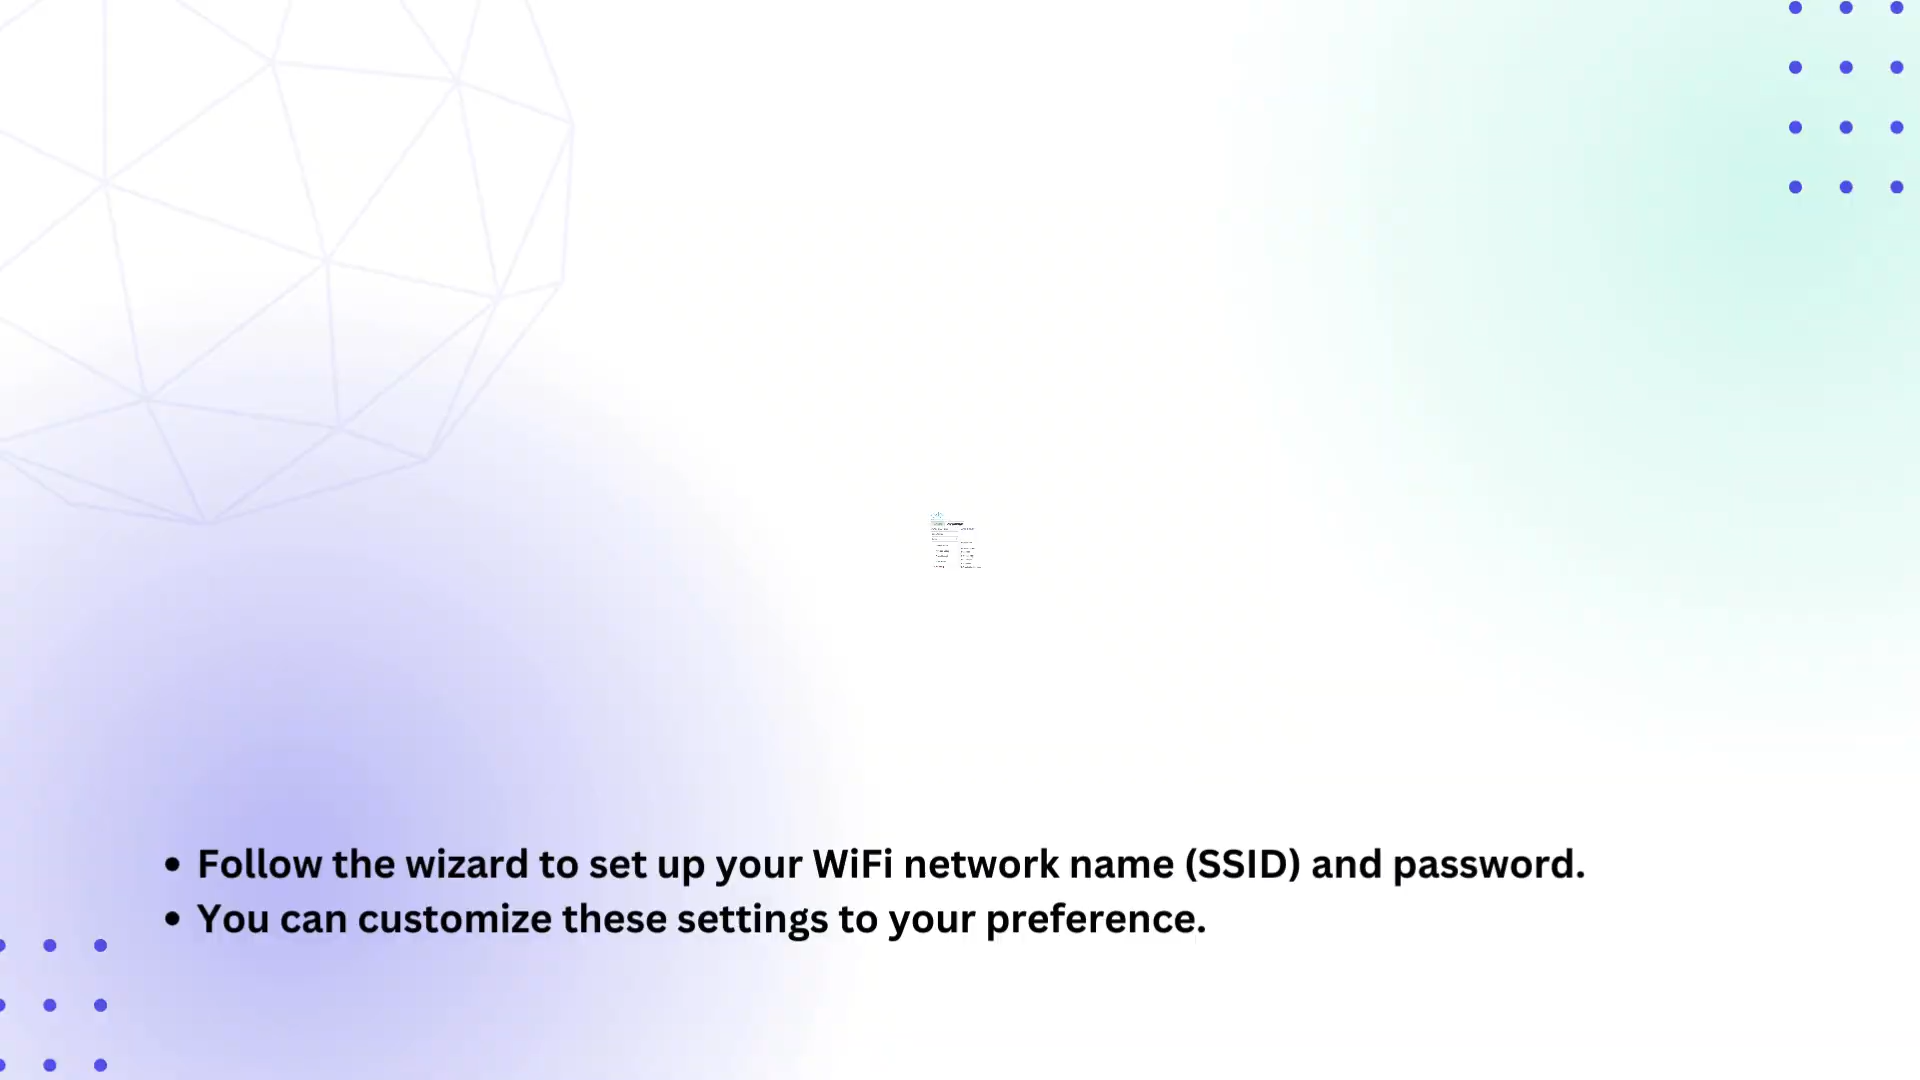 • Follow the wizard to set up your WiFi network name (SSID) and password.
• You can customize these settings to your preference.